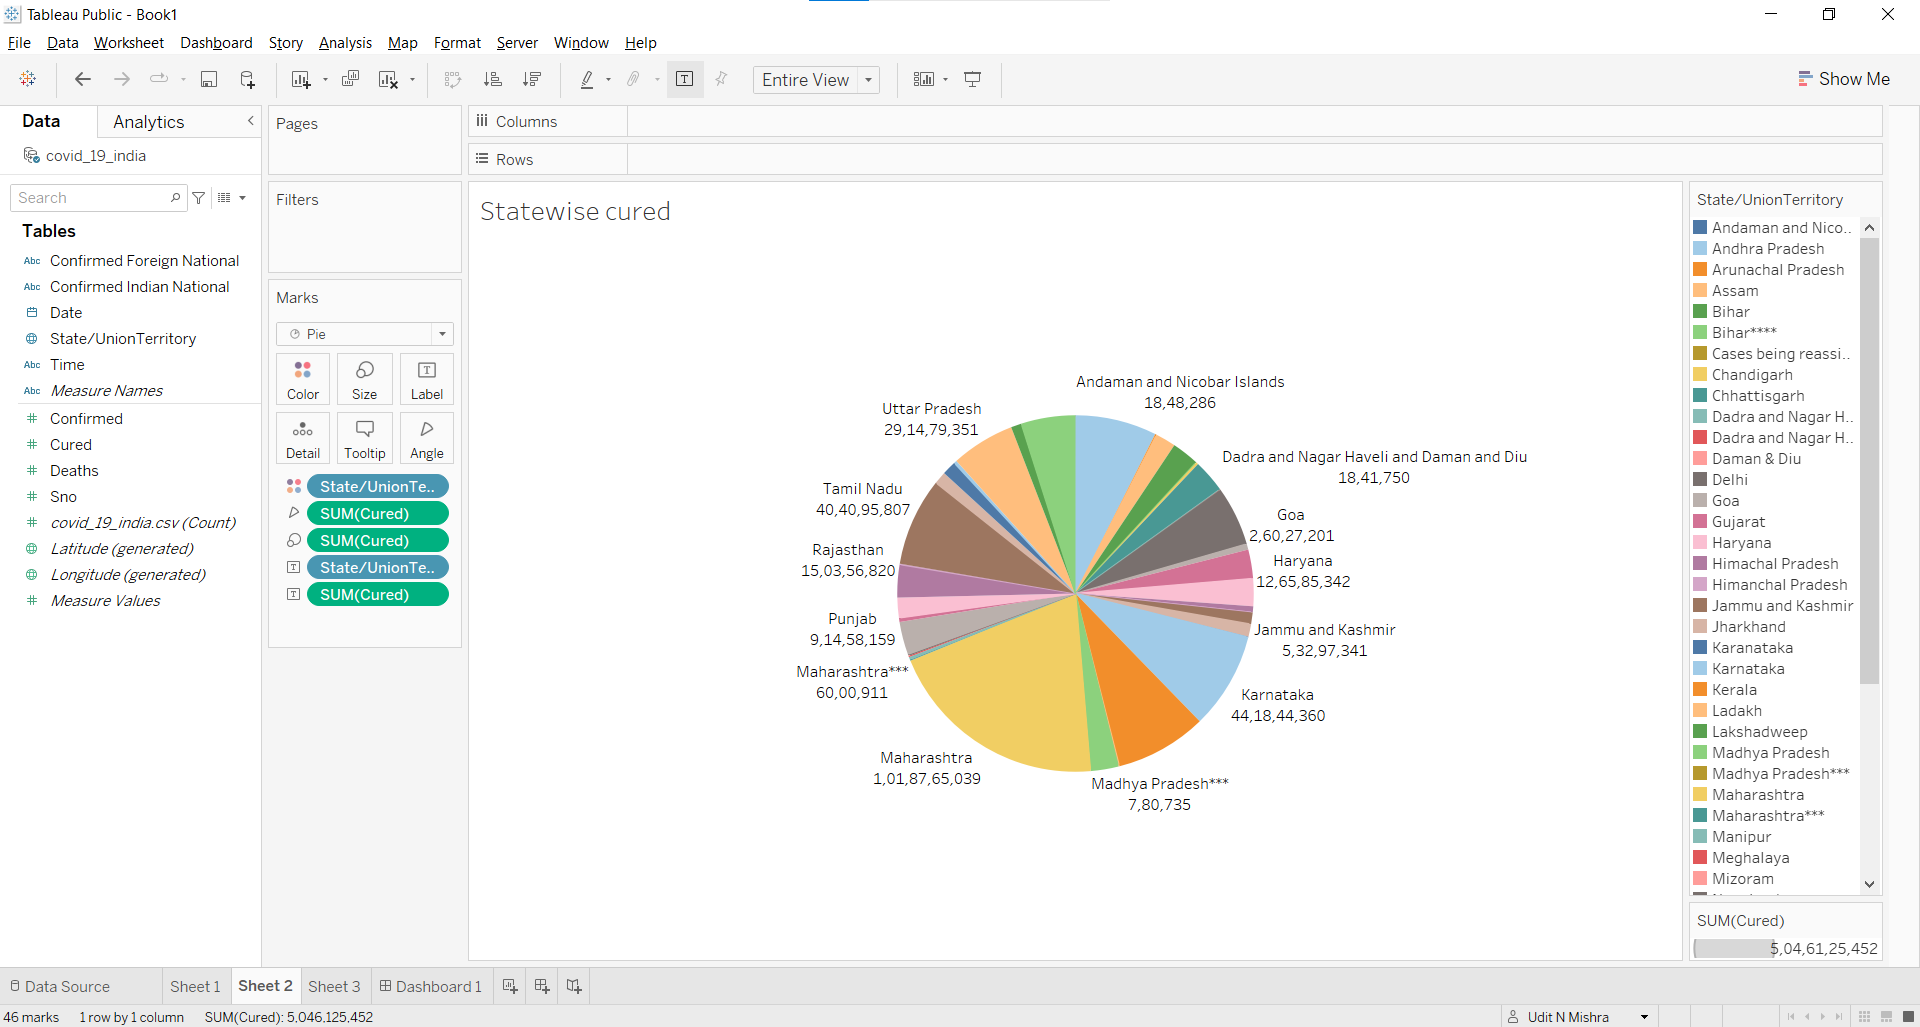 Tableau Public - Book1
File Data Worksheet Dashboard Story Analysis Map Format Server Window Help
Entire View
Show Me
Data
Analytics
covid_19_india
Search
Tables
Abc Confirmed Foreign National
Abc Confirmed Indian National
Date
State/UnionTerritory
Abc Time
Abc Measure Names
# Confirmed
# Cured
# Deaths
# Sno
# covid_19_india.csv (Count)
Latitude (generated)
Longitude (generated)
# Measure Values
Pages
Filters
Marks
Pie
Color Size Label
Detail Tooltip Angle
State/UnionTe..
SUM(Cured)
SUM(Cured)
State/UnionTe..
SUM(Cured)
Columns
Rows
Statewise cured
Andaman and Nicobar Islands
18,48,286
Uttar Pradesh
29,14,79,351
Dadra and Nagar Haveli and Daman and Diu
18,41,750
Tamil Nadu
40,40,95,807
Goa
2,60,27,201
Rajasthan
15,03,56,820
Haryana
12,65,85,342
Punjab
9,14,58,159
Jammu and Kashmir
5,32,97,341
Maharashtra***
60,00,911
Karnataka
44,18,44,360
Maharashtra
1,01,87,65,039
Madhya Pradesh***
7,80,735
State/UnionTerritory
Andaman and Nico..
Andhra Pradesh
Arunachal Pradesh
Assam
Bihar
Bihar****
Cases being reassi..
Chandigarh
Chhattisgarh
Dadra and Nagar H..
Dadra and Nagar H..
Daman & Diu
Delhi
Goa
Gujarat
Haryana
Himachal Pradesh
Himanchal Pradesh
Jammu and Kashmir
Jharkhand
Karanataka
Karnataka
Kerala
Ladakh
Lakshadweep
Madhya Pradesh
Madhya Pradesh***
Maharashtra
Maharashtra***
Manipur
Meghalaya
Mizoram
SUM(Cured)
5,04,61,25,452
Data Source Sheet 1 Sheet 2 Sheet 3 Dashboard 1
46 marks 1 row by 1 column SUM(Cured): 5,046,125,452
Udit N Mishra